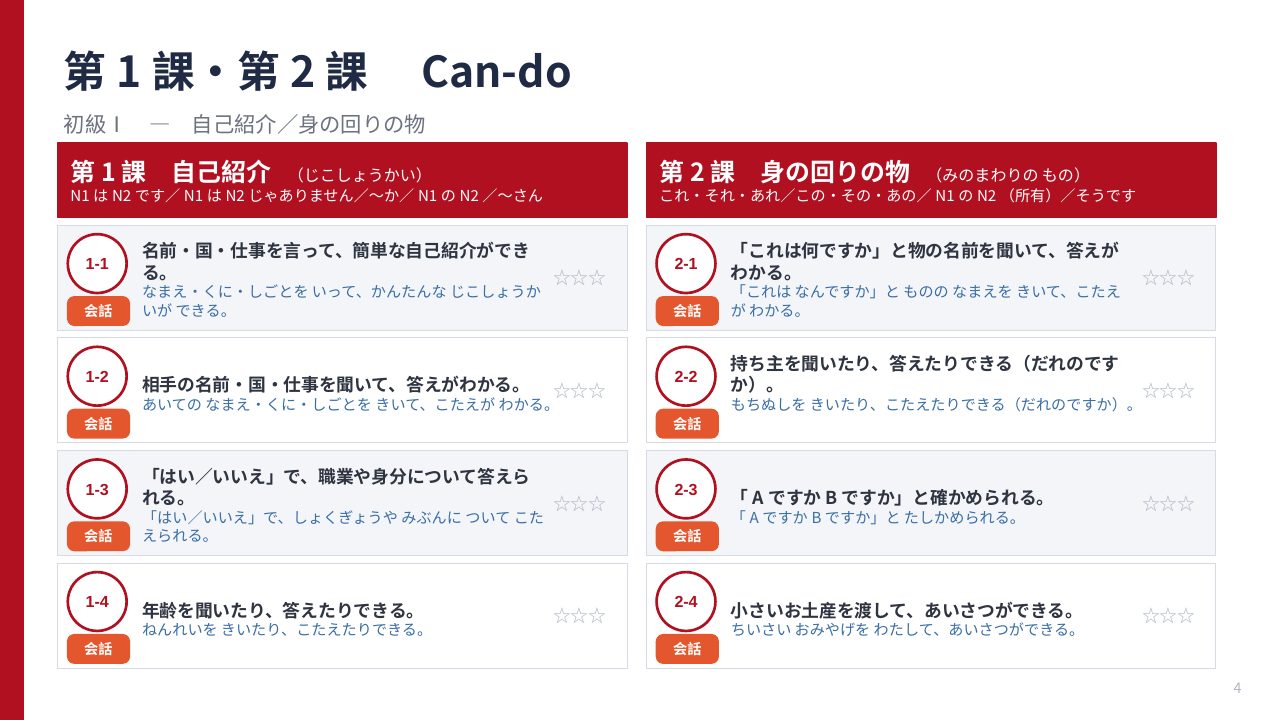 第1課・第2課　Can-do
初級Ⅰ　—　自己紹介／身の回りの物
第1課　自己紹介　（じこしょうかい）
N1 は N2 です／ N1 は N2 じゃありません／～か／ N1 の N2 ／～さん
1-1
会話
名前・国・仕事を言って、簡単な自己紹介ができ
る。
なまえ・くに・しごとを いって、かんたんな じこしょうか
いが できる。
☆☆☆
1-2
会話
相手の名前・国・仕事を聞いて、答えがわかる。
あいての なまえ・くに・しごとを きいて、こたえが わかる。
☆☆☆
1-3
会話
「はい／いいえ」で、職業や身分について答えら
れる。
「はい／いいえ」で、しょくぎょうや みぶんに ついて こた
えられる。
☆☆☆
1-4
会話
年齢を聞いたり、答えたりできる。
ねんれいを きいたり、こたえたりできる。
☆☆☆
第2課　身の回りの物　（みのまわりの もの）
これ・それ・あれ／この・その・あの／ N1 の N2 （所有）／そうです
2-1
会話
「これは何ですか」と物の名前を聞いて、答えが
わかる。
「これは なんですか」と ものの なまえを きいて、こたえ
が わかる。
☆☆☆
2-2
会話
持ち主を聞いたり、答えたりできる（だれのです
か）。
もちぬしを きいたり、こたえたりできる（だれのですか）。
☆☆☆
2-3
会話
「 A ですか B ですか」と確かめられる。
「 A ですか B ですか」と たしかめられる。
☆☆☆
2-4
会話
小さいお土産を渡して、あいさつができる。
ちいさい おみやげを わたして、あいさつができる。
☆☆☆
4